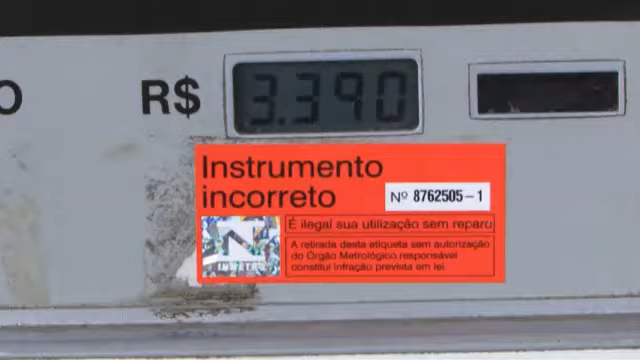 O
R$ 3.390
Instrumento
incorreto
Nº 8762505-1
É ilegal sua utilização sem reparo
A retirada desta etiqueta sem autorização
do Órgão Metrológico responsável
constitui infração prevista em lei.
INMETRO